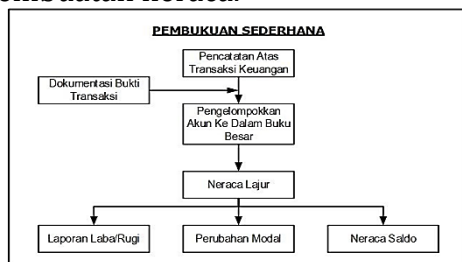 PEMBUKUAN SEDERHANA
Pencatatan Atas
Transaksi Keuangan
Dokumentasi Bukti
Transaksi
Pengelompokkan
Akun Ke Dalam Buku
Besar
Neraca Lajur
Laporan Laba/Rugi
Perubahan Modal
Neraca Saldo